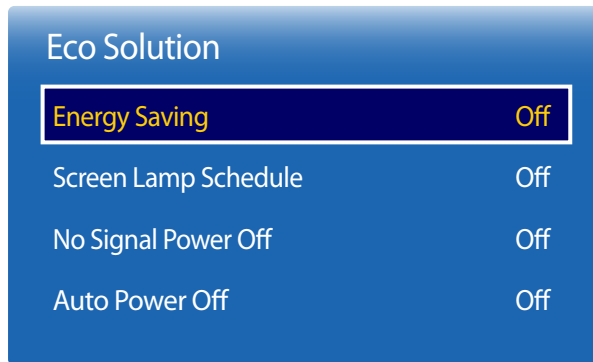 Eco Solution
Energy Saving Off
Screen Lamp Schedule Off
No Signal Power Off Off
Auto Power Off Off